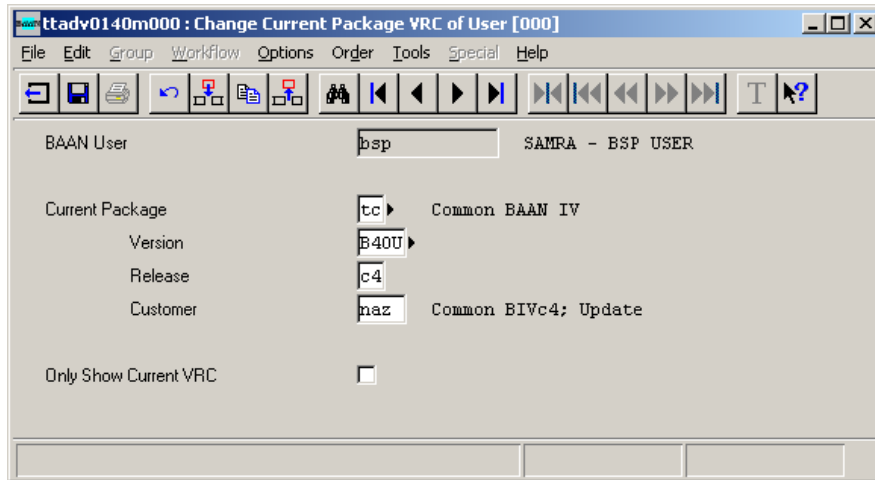 ttadv0140m000 : Change Current Package VRC of User [000]
File Edit Group Workflow Options Order Tools Special Help
T ?
BAAN User bsp SAMRA - BSP USER
Current Package tc Common BAAN IV
Version B40U
Release c4
Customer naz Common BIVc4; Update
Only Show Current VRC